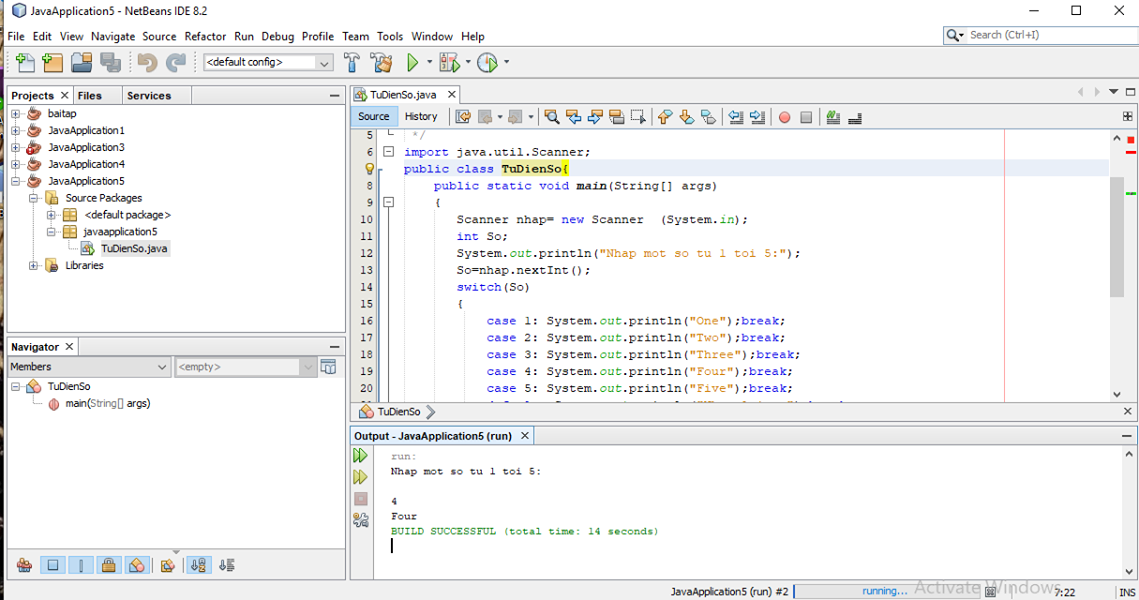 JavaApplication5 - NetBeans IDE 8.2
File Edit View Navigate Source Refactor Run Debug Profile Team Tools Window Help
Search (Ctrl+I)
<default config>
Projects Files Services
baitap
JavaApplication1
JavaApplication3
JavaApplication4
JavaApplication5
Source Packages
<default package>
javaapplication5
TuDienSo.java
Libraries
Navigator
Members <empty>
TuDienSo
main(String[] args)
TuDienSo.java
Source History
5 */
6 import java.util.Scanner;
public class TuDienSo{
8 public static void main(String[] args)
9 {
10 Scanner nhap= new Scanner (System.in);
11 int So;
12 System.out.println("Nhap mot so tu 1 toi 5:");
13 So=nhap.nextInt();
14 switch(So)
15 {
16 case 1: System.out.println("One");break;
17 case 2: System.out.println("Two");break;
18 case 3: System.out.println("Three");break;
19 case 4: System.out.println("Four");break;
20 case 5: System.out.println("Five");break;
TuDienSo
Output - JavaApplication5 (run)
run:
Nhap mot so tu 1 toi 5:
4
Four
BUILD SUCCESSFUL (total time: 14 seconds)
JavaApplication5 (run) #2 running... 7:22 INS
Activate Windows